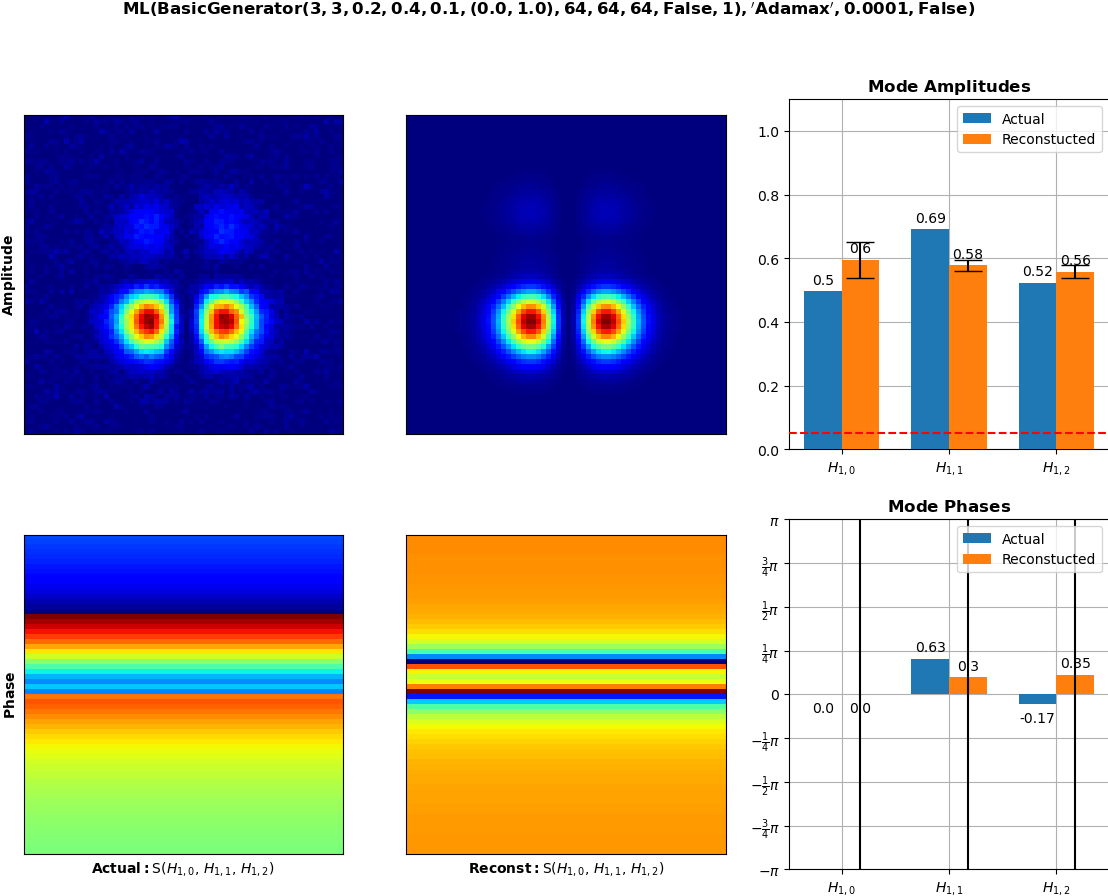 ML(BasicGenerator(3, 3, 0.2, 0.4, 0.1, (0.0, 1.0), 64, 64, 64, False, 1), ′Adamax′, 0.0001, False)
Amplitude
Mode Amplitudes
Actual
Reconstucted
1.0
0.8
0.6
0.4
0.2
0.0
0.5
0.6
0.69
0.58
0.52
0.56
H1, 0
H1, 1
H1, 2
Phase
Actual: S(H1, 0, H1, 1, H1, 2)
Reconst: S(H1, 0, H1, 1, H1, 2)
Mode Phases
Actual
Reconstucted
π
3/4π
1/2π
1/4π
0
−1/4π
−1/2π
−3/4π
−π
0.0
0.0
0.63
0.3
-0.17
0.35
H1, 0
H1, 1
H1, 2